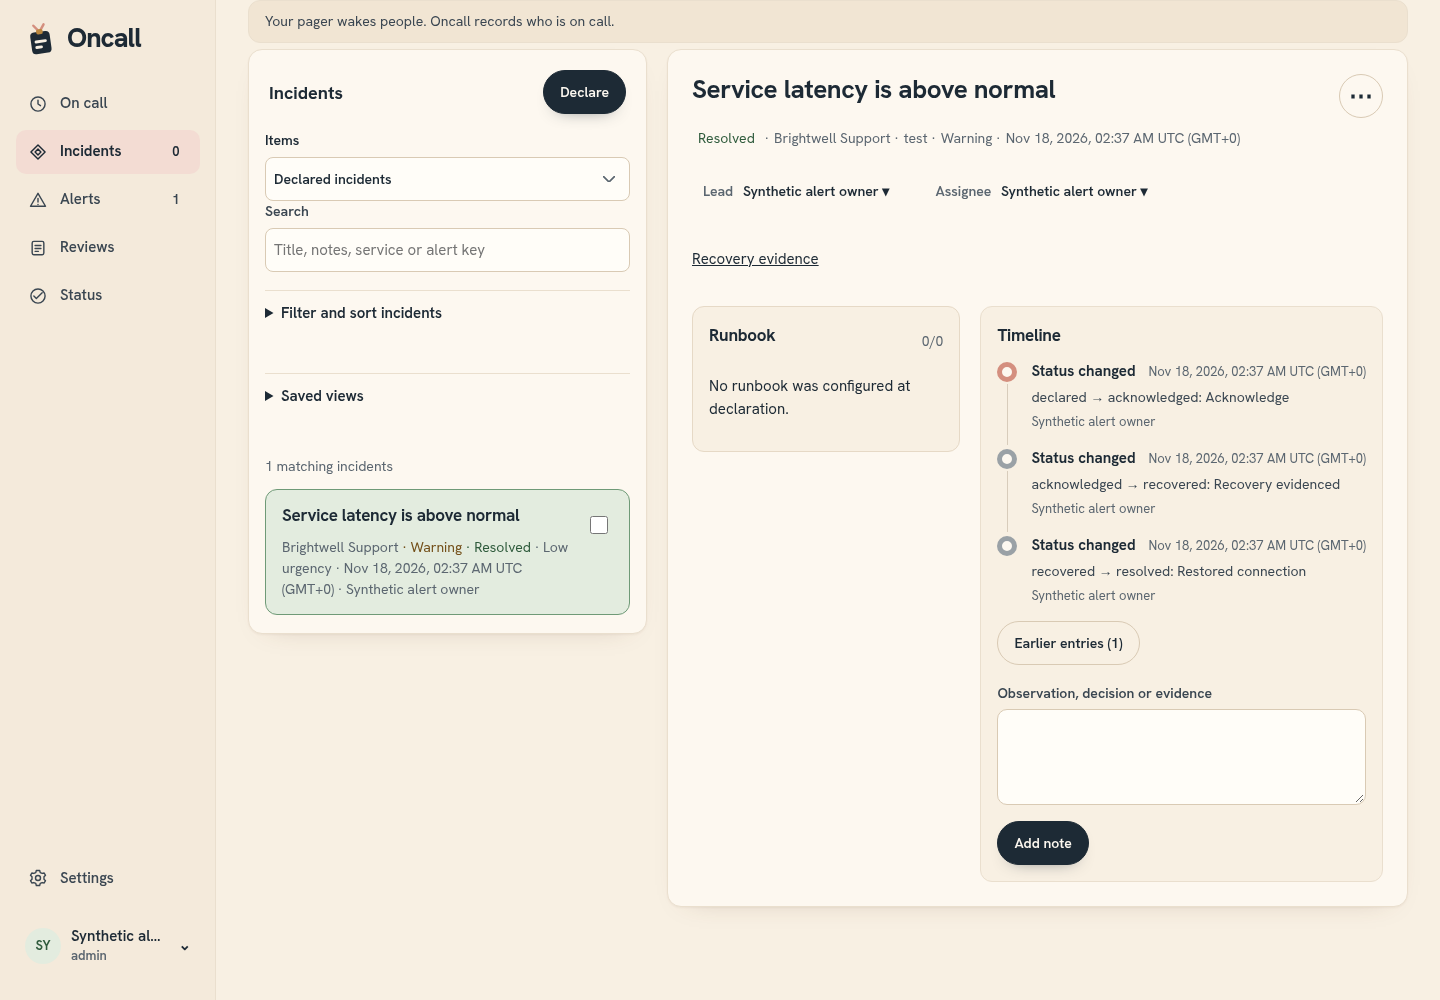 Oncall
On call
Incidents 0
Alerts 1
Reviews
Status
Settings
SY
Synthetic al...
admin
Your pager wakes people. Oncall records who is on call.
Incidents
Declare
Items
Declared incidents
Search
Title, notes, service or alert key
Filter and sort incidents
Saved views
1 matching incidents
Service latency is above normal
Brightwell Support · Warning · Resolved · Low
urgency · Nov 18, 2026, 02:37 AM UTC
(GMT+0) · Synthetic alert owner
Service latency is above normal
Resolved · Brightwell Support · test · Warning · Nov 18, 2026, 02:37 AM UTC (GMT+0)
Lead Synthetic alert owner ▾ Assignee Synthetic alert owner ▾
Recovery evidence
Runbook 0/0
No runbook was configured at
declaration.
Timeline
Status changed Nov 18, 2026, 02:37 AM UTC (GMT+0)
declared → acknowledged: Acknowledge
Synthetic alert owner
Status changed Nov 18, 2026, 02:37 AM UTC (GMT+0)
acknowledged → recovered: Recovery evidenced
Synthetic alert owner
Status changed Nov 18, 2026, 02:37 AM UTC (GMT+0)
recovered → resolved: Restored connection
Synthetic alert owner
Earlier entries (1)
Observation, decision or evidence
Add note